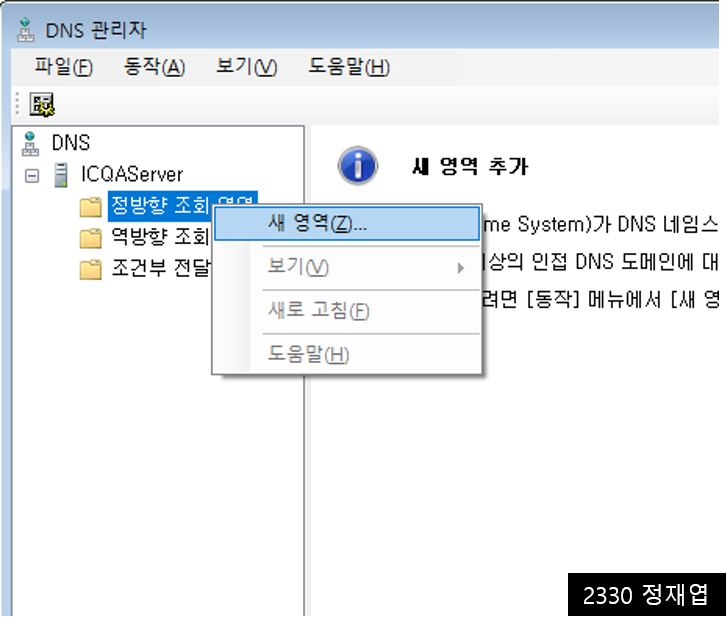 DNS 관리자
파일(F) 동작(A) 보기(V) 도움말(H)
DNS
ICQAServer
정방향 조회 영역
역방향 조회
조건부 전달
새 영역(Z)...
보기(V)
새로 고침(F)
도움말(H)
새 영역 추가
me System)가 DNS 네임스
상의 인접 DNS 도메인에 대
려면 [동작] 메뉴에서 [새 영
2330 정재엽